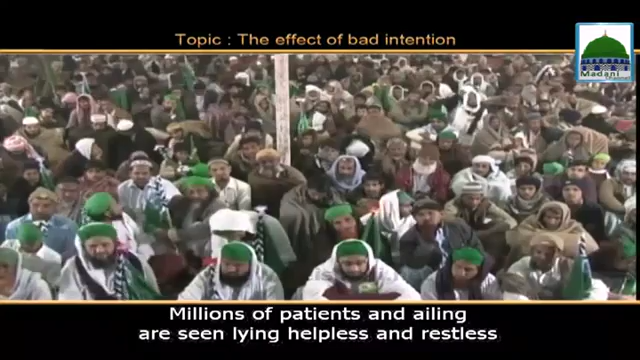 Topic : The effect of bad intention
Madani
Millions of patients and ailing
are seen lying helpless and restless